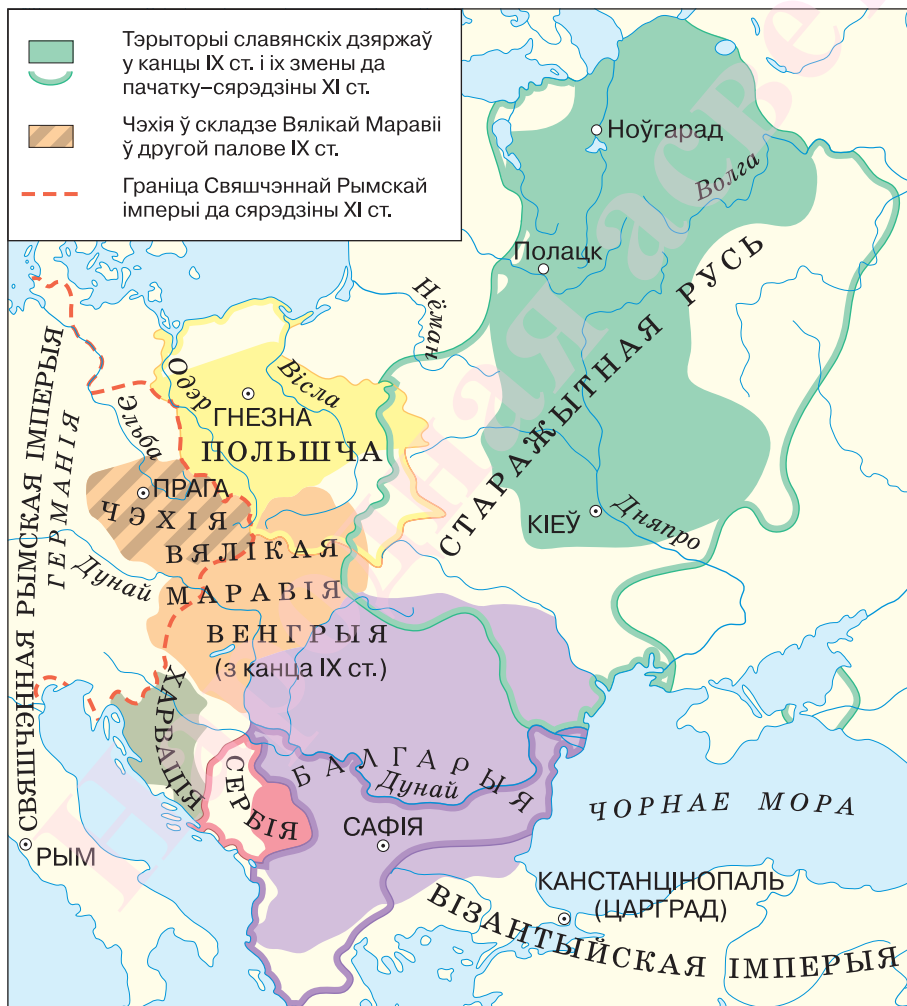 Тэрыторыі славянскіх дзяржаў
у канцы IX ст. і іх змены да
пачатку–сярэдзіны XI ст.
Чэхія ў складзе Вялікай Маравіі
ў другой палове IX ст.
Граніца Свяшчэннай Рымскай
імперыі да сярэдзіны XI ст.
Ноўгарад
Волга
Полацк
Нёман
СТАРАЖЫТНАЯ РУСЬ
СВЯШЧЭННАЯ РЫМСКАЯ ІМПЕРЫЯ
ГЕРМАНІЯ
Эльба
Одэр
Вісла
ГНЕЗНА
ПОЛЬШЧА
ПРАГА
ЧЭХІЯ
КІЕЎ
Дняпро
ВЯЛІКАЯ
МАРАВІЯ
Дунай
ВЕНГРЫЯ
(з канца IX ст.)
ХАРВАЦІЯ
СЕРБІЯ
БАЛГАРЫЯ
Дунай
САФІЯ
ЧОРНАЕ МОРА
РЫМ
КАНСТАНЦІНОПАЛЬ
(ЦАРГРАД)
ВІЗАНТЫЙСКАЯ ІМПЕРЫЯ
Народная асвета